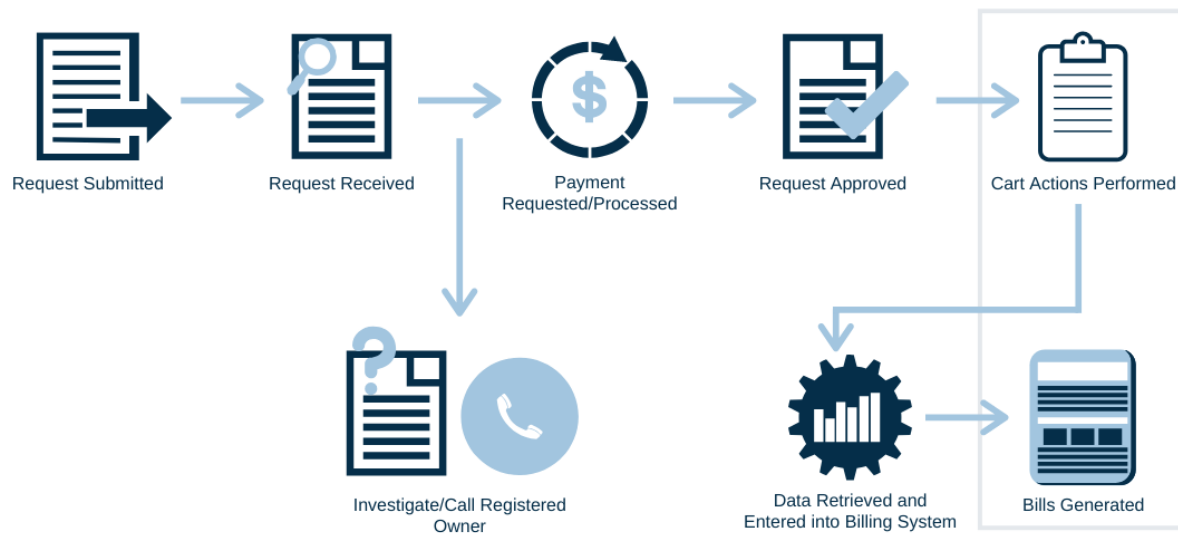 Request Submitted
Request Received
$
Payment
Requested/Processed
Request Approved
Cart Actions Performed
?
Investigate/Call Registered
Owner
Data Retrieved and
Entered into Billing System
Bills Generated